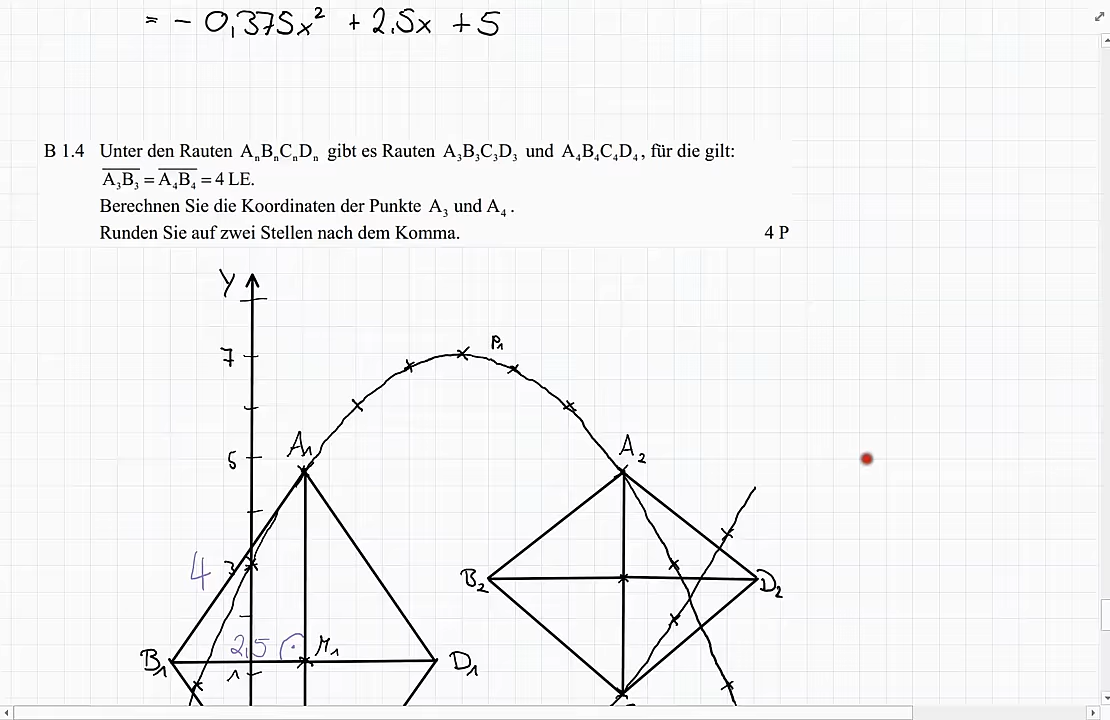 = - 0,375x² + 2,5x + 5
B 1.4 Unter den Rauten AₙBₙCₙDₙ gibt es Rauten A₃B₃C₃D₃ und A₄B₄C₄D₄, für die gilt:
A₃B₃ = A₄B₄ = 4 LE.
Berechnen Sie die Koordinaten der Punkte A₃ und A₄ .
Runden Sie auf zwei Stellen nach dem Komma. 4 P
y
7 p₁
A₁ A₂
5
4 3
B₂ D₂
2,5 M₁
B₁ D₁
1